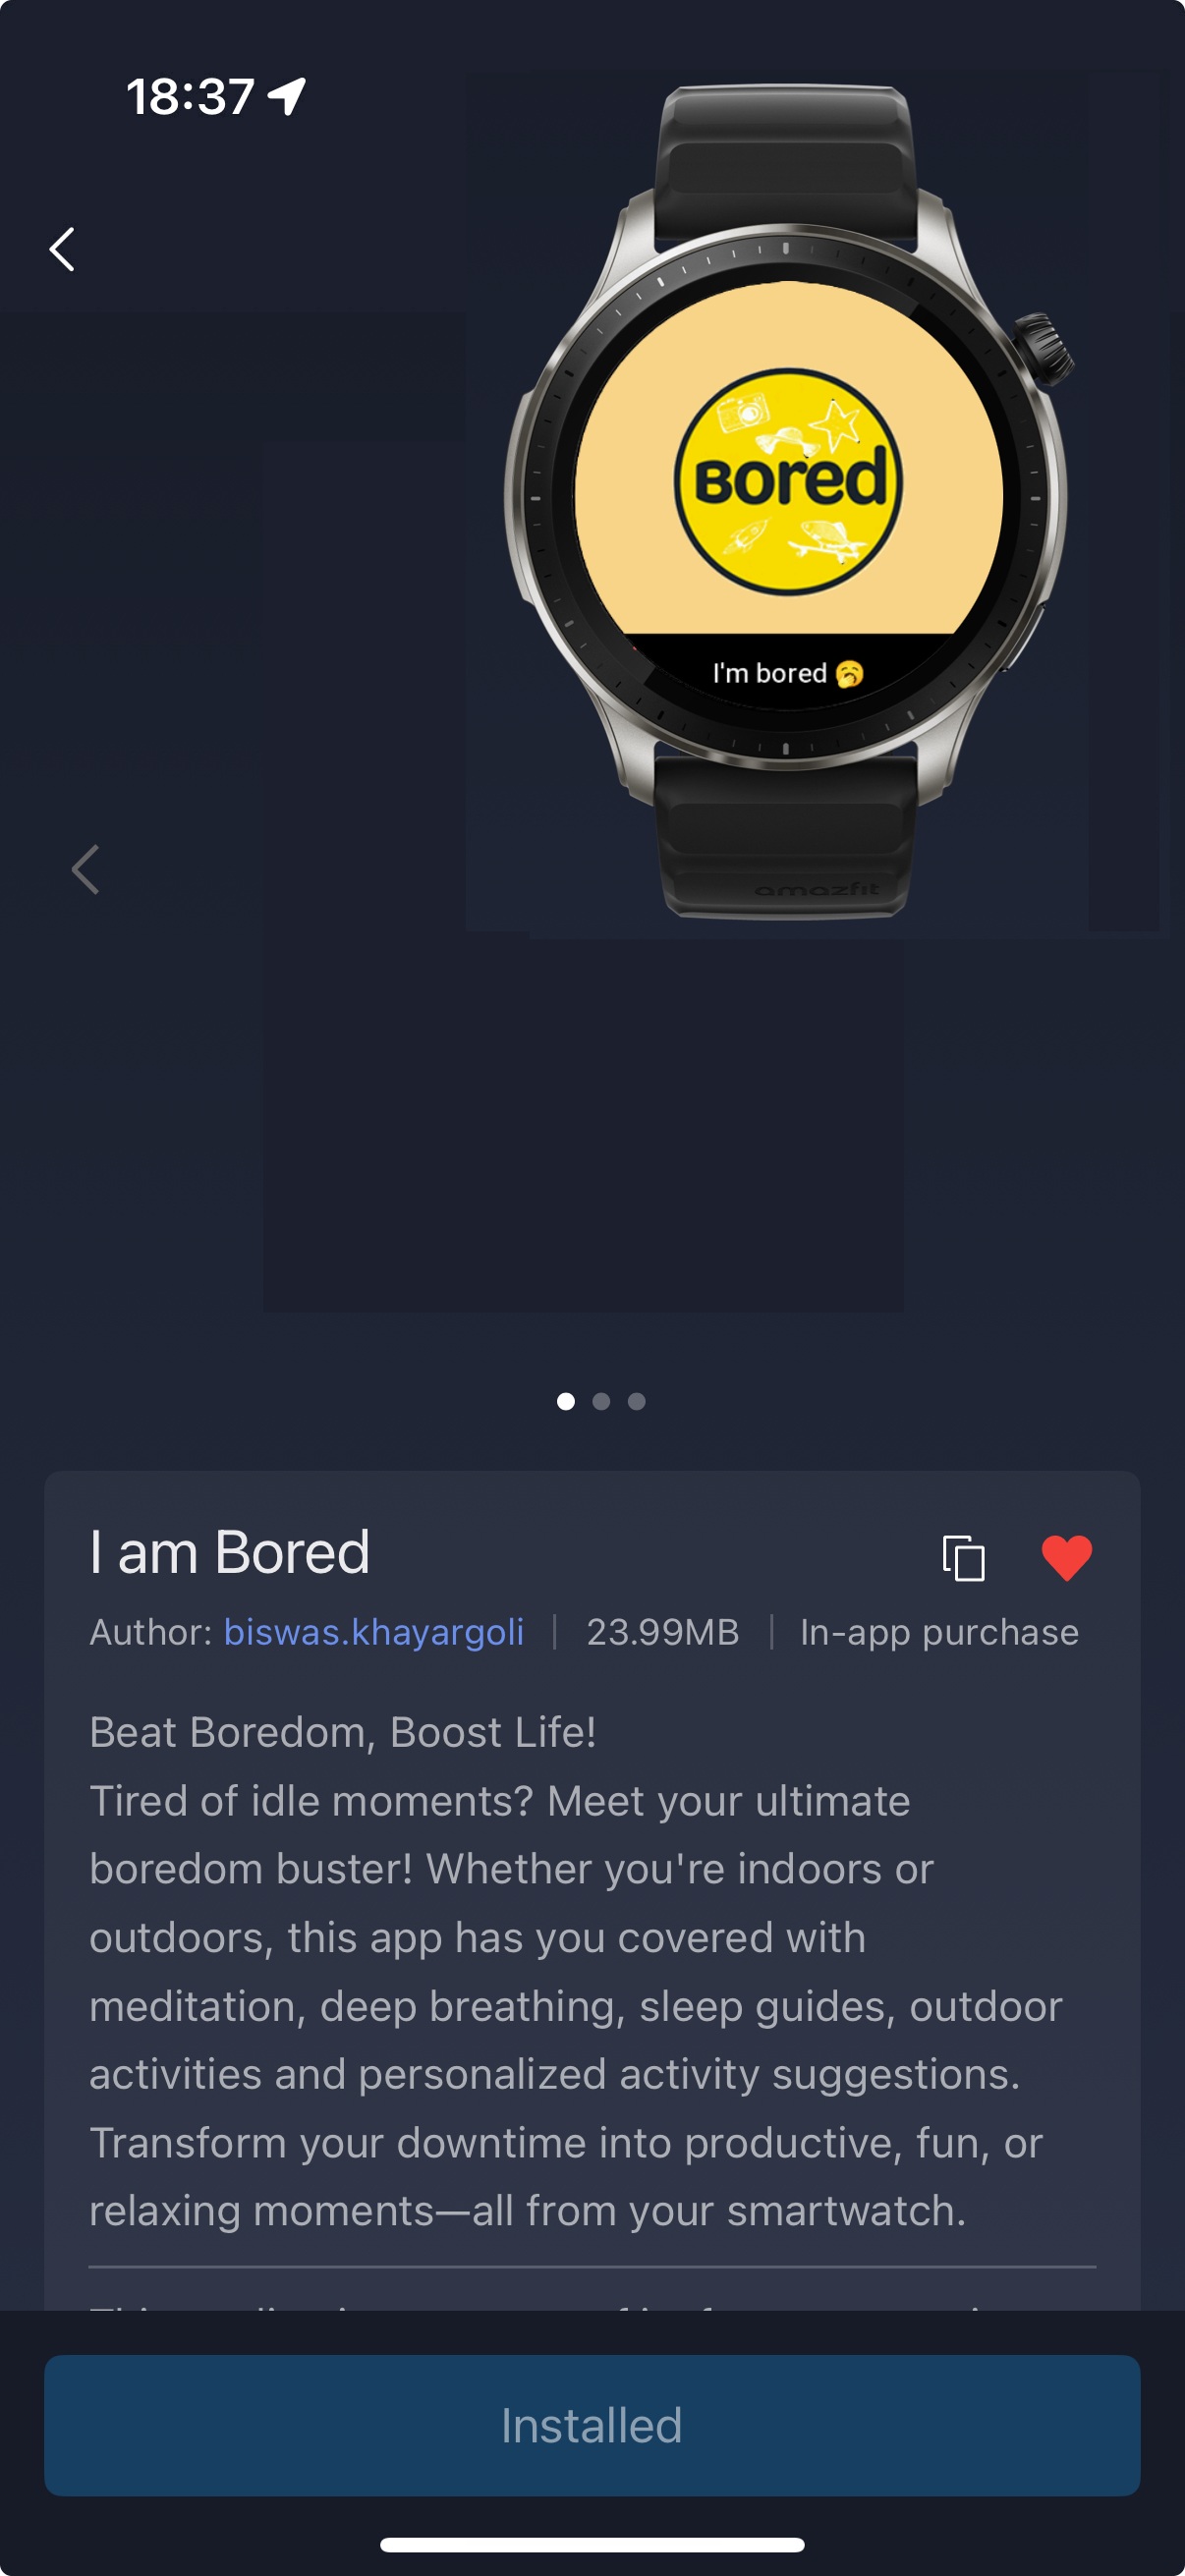 18:37
Bored
I'm bored 🥱
amazfit
I am Bored
Author: biswas.khayargoli | 23.99MB | In-app purchase
Beat Boredom, Boost Life!
Tired of idle moments? Meet your ultimate
boredom buster! Whether you're indoors or
outdoors, this app has you covered with
meditation, deep breathing, sleep guides, outdoor
activities and personalized activity suggestions.
Transform your downtime into productive, fun, or
relaxing moments—all from your smartwatch.
Installed